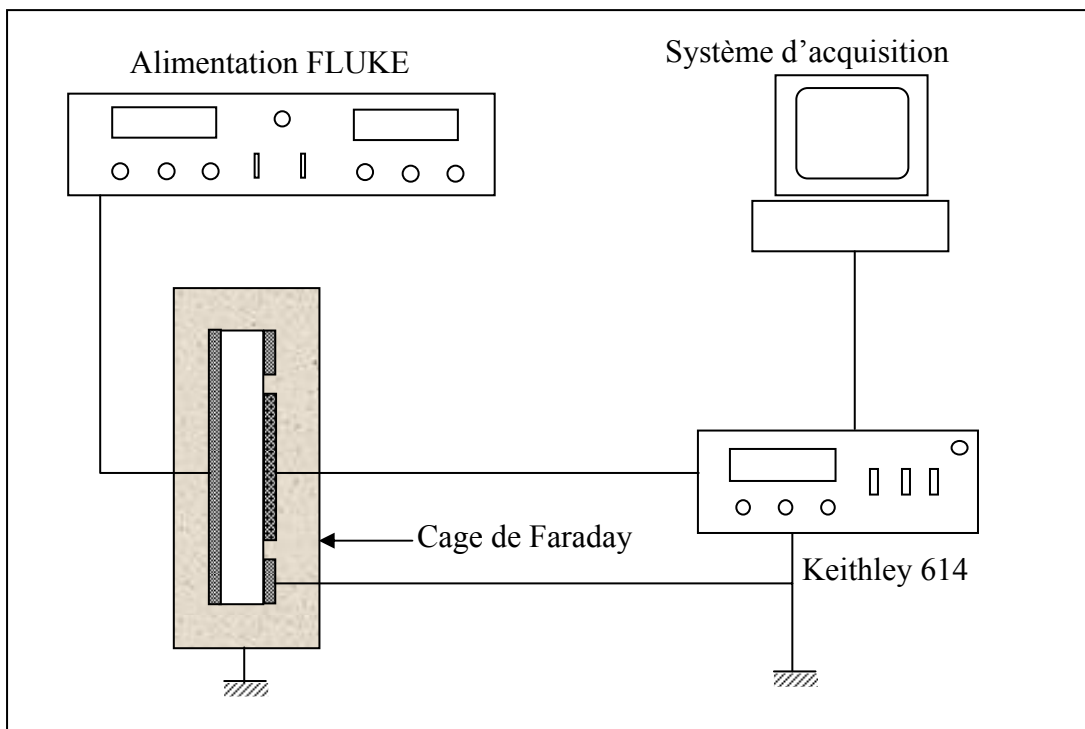 Alimentation FLUKE
Système d’acquisition
Cage de Faraday
Keithley 614